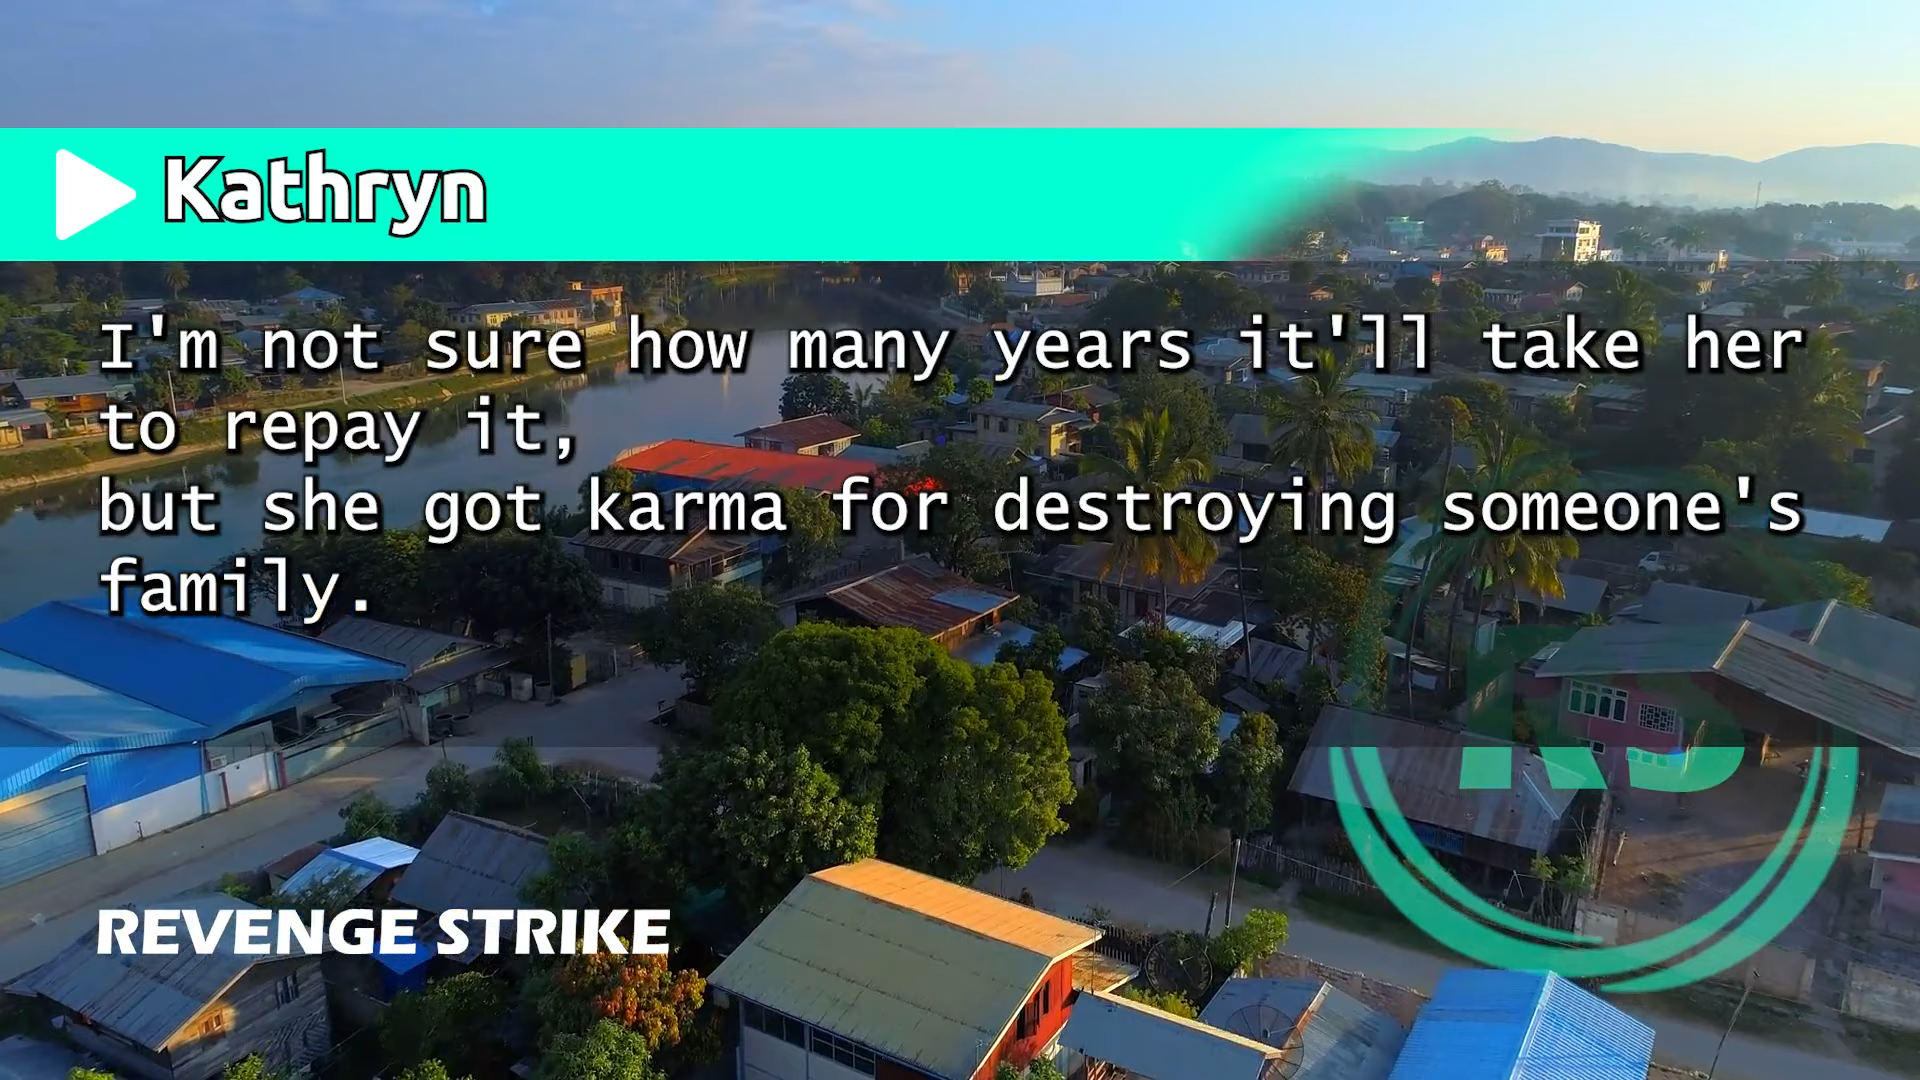 Kathryn
I'm not sure how many years it'll take her
to repay it,
but she got karma for destroying someone's
family.
RS
REVENGE STRIKE